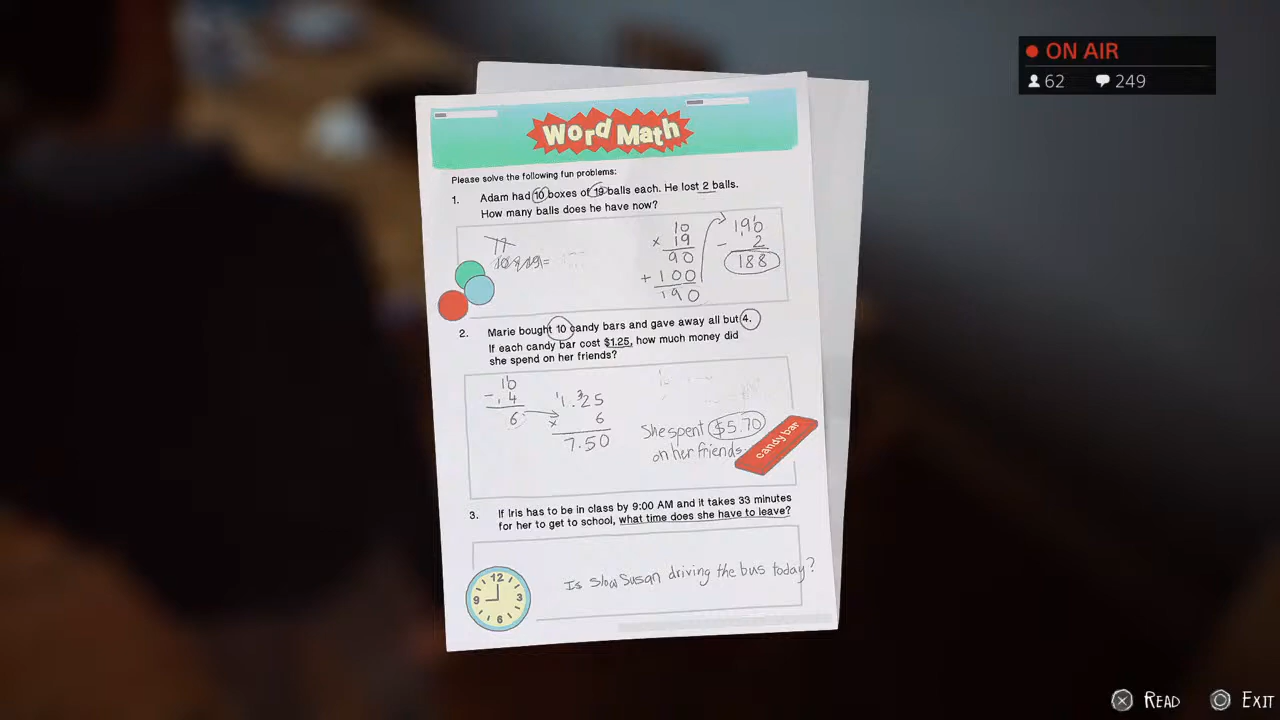 ON AIR
62 249
Word Math
Please solve the following fun problems:
1. Adam had 10 boxes of 19 balls each. He lost 2 balls.
How many balls does he have now?
10
x 19
90
+ 100
190
190
- 2
188
2. Marie bought 10 candy bars and gave away all but 4.
If each candy bar cost $1.25, how much money did
she spend on her friends?
10
- 4
6
1.25
x 6
7.50
She spent $5.70
on her friends.
candy bar
3. If Iris has to be in class by 9:00 AM and it takes 33 minutes
for her to get to school, what time does she have to leave?
12
9 3
6
Is slow Susan driving the bus today?
READ EXIT